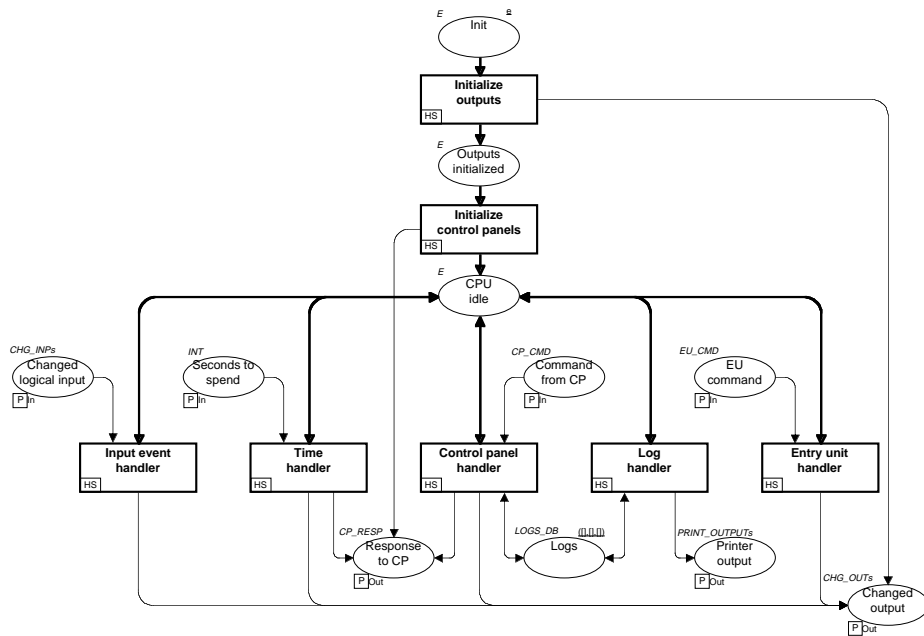 E
e
Init
Initialize
outputs
HS
E
Outputs
initialized
Initialize
control panels
HS
E
CPU
idle
CHG_INPs
Changed
logical input
P In
INT
Seconds to
spend
P In
CP_CMD
Command
from CP
P In
EU_CMD
EU
command
P In
Input event
handler
HS
Time
handler
HS
Control panel
handler
HS
Log
handler
HS
Entry unit
handler
HS
CP_RESP
Response
to CP
P Out
LOGS_DB
([],[],[])
Logs
PRINT_OUTPUTs
Printer
output
P Out
CHG_OUTs
Changed
output
P Out